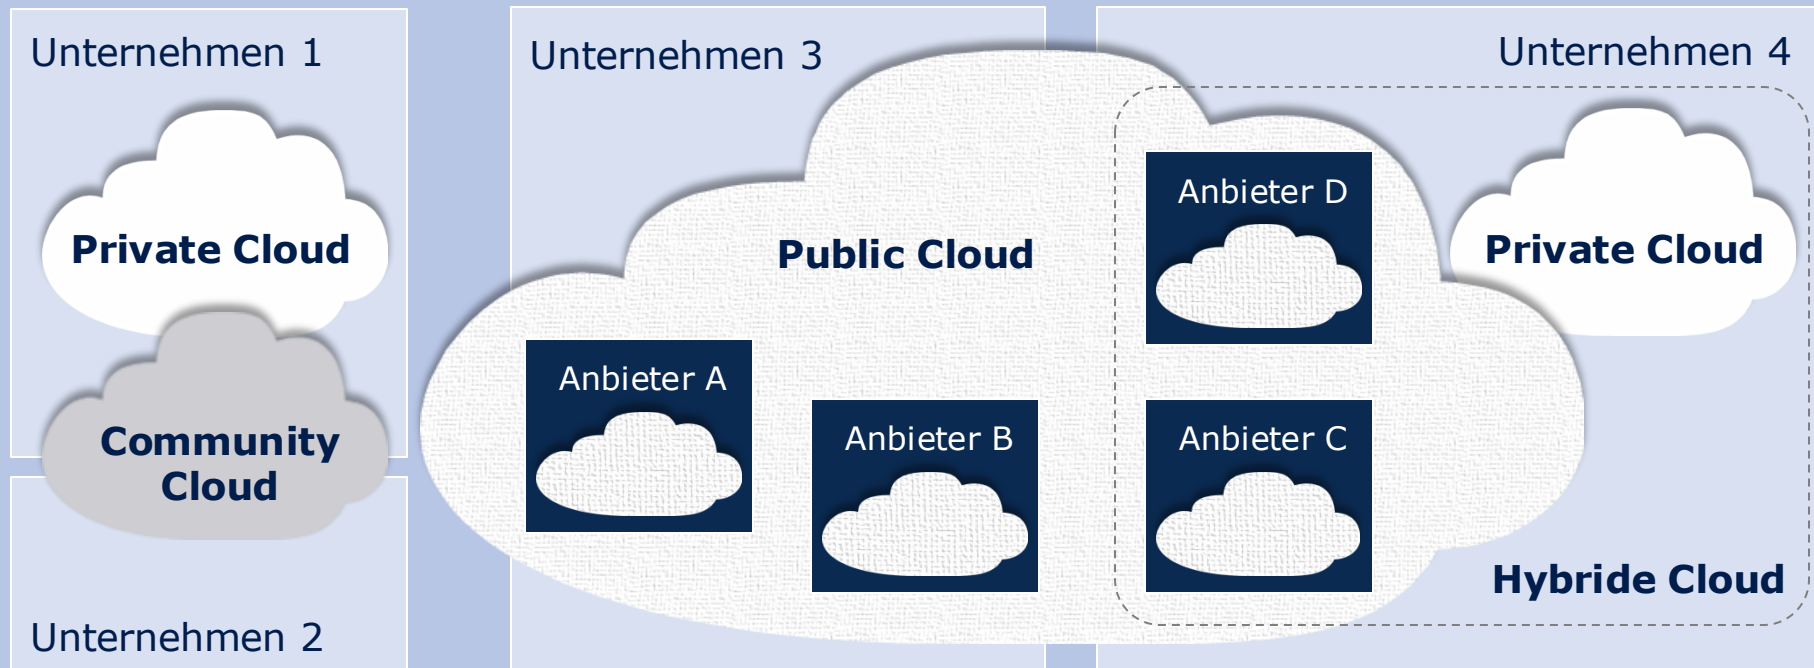 Unternehmen 1
Private Cloud
Community
Cloud
Unternehmen 2
Unternehmen 3
Public Cloud
Anbieter A
Anbieter B
Unternehmen 4
Anbieter D
Private Cloud
Anbieter C
Hybride Cloud